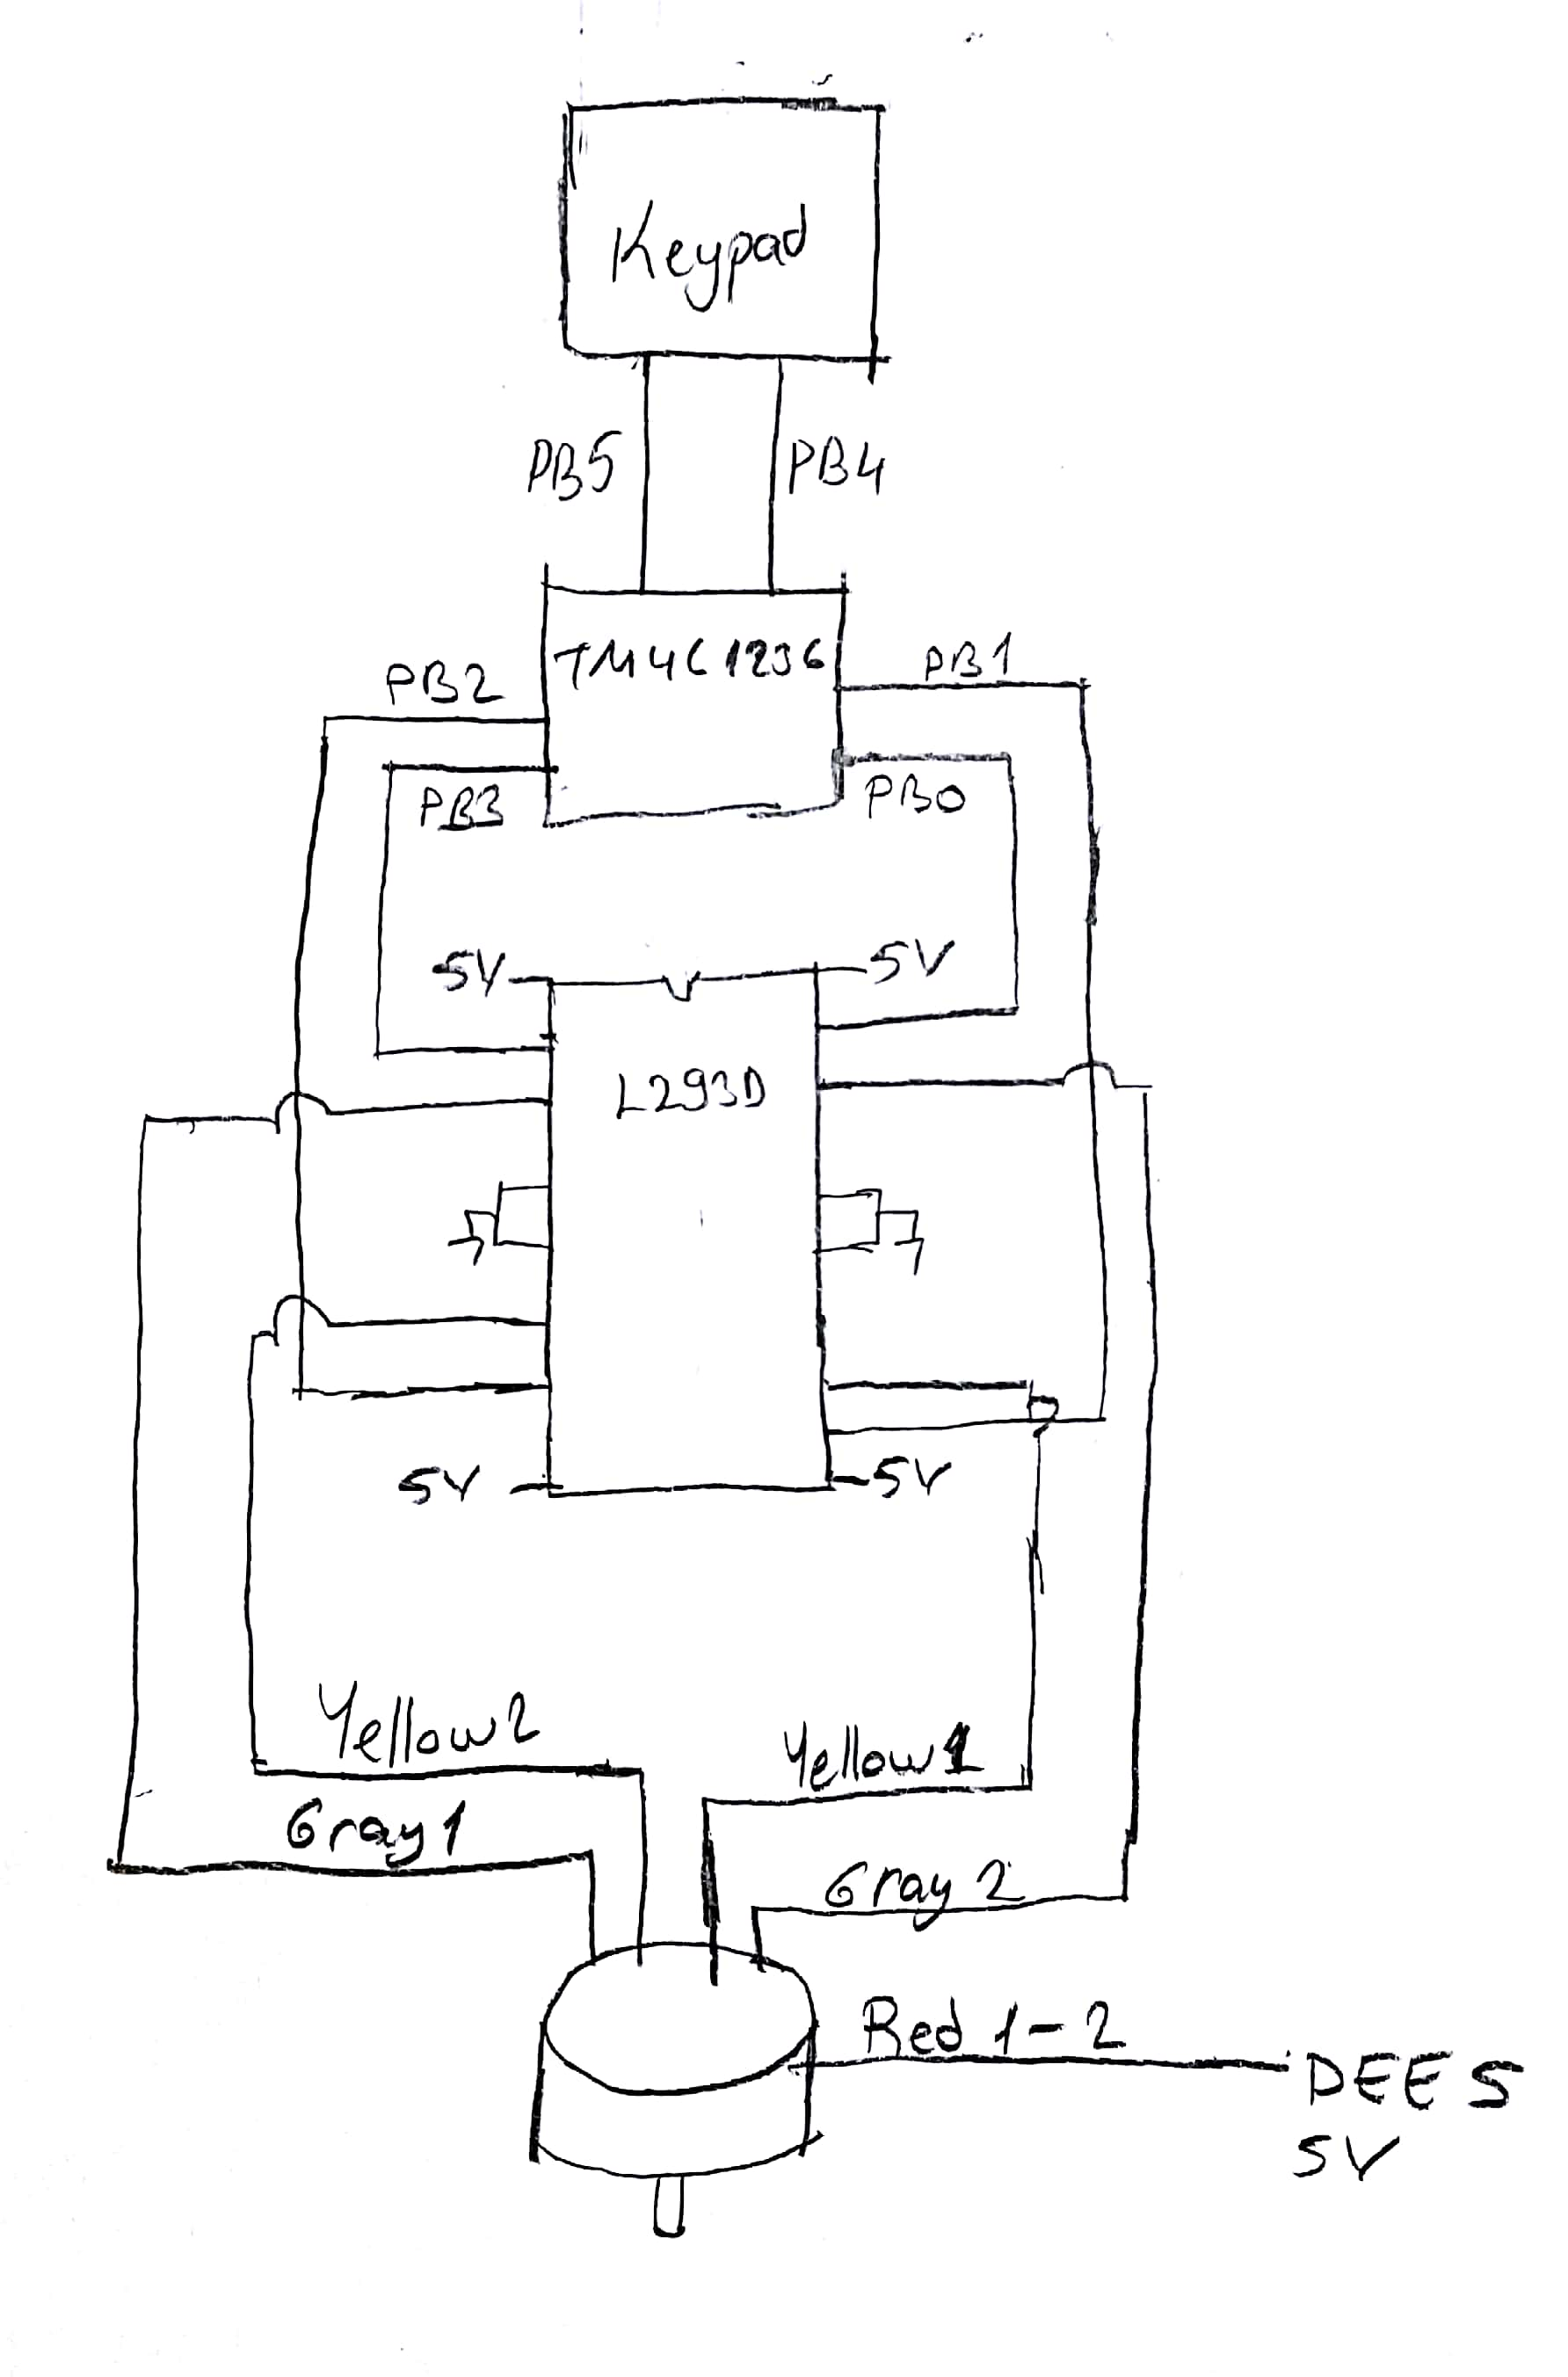 Keypad
PB5
PB4
TM4C1236
PB2
PB1
PB3
PB0
5V
5V
L293D
5V
5V
Yellow2
Yellow1
Gray1
Gray 2
Red 1-2
DEES
5V